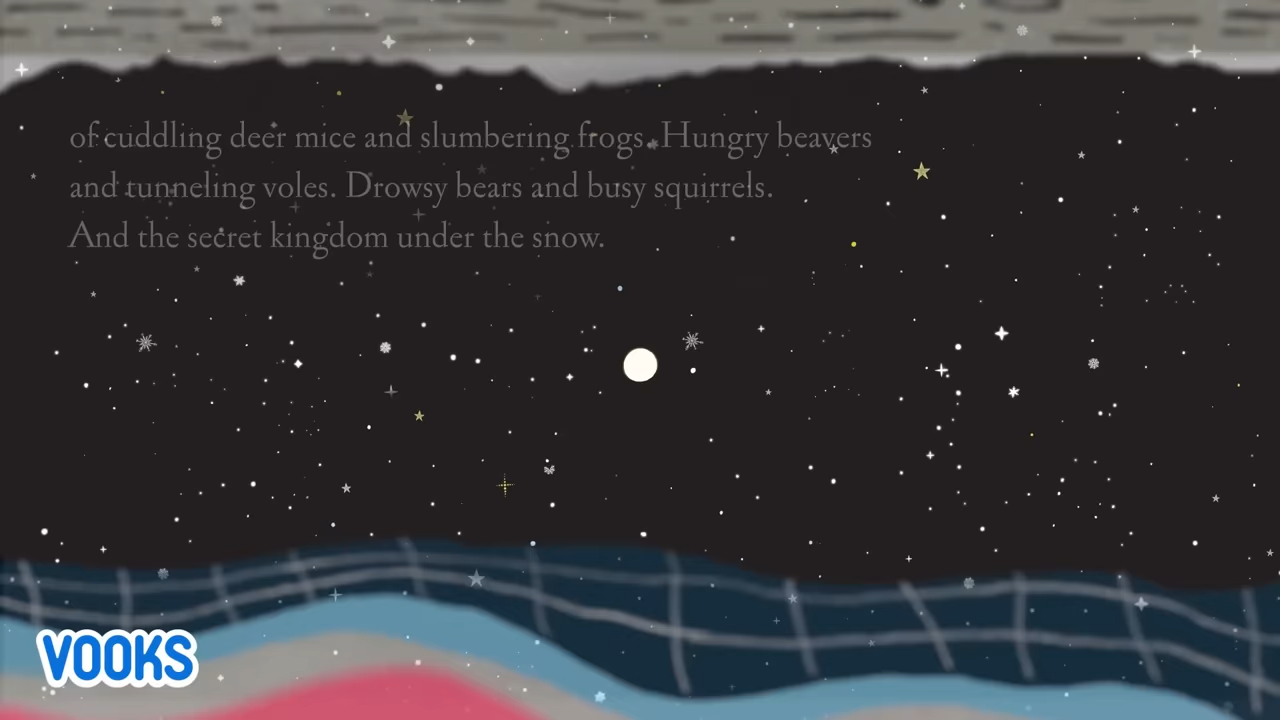 of cuddling deer mice and slumbering frogs. Hungry beavers
and tunneling voles. Drowsy bears and busy squirrels.
And the secret kingdom under the snow.
VOOKS